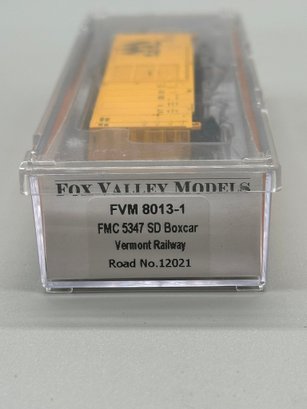 FOX VALLEY MODELS
FVM 8013-1
FMC 5347 SD Boxcar
Vermont Railway
Road No.12021